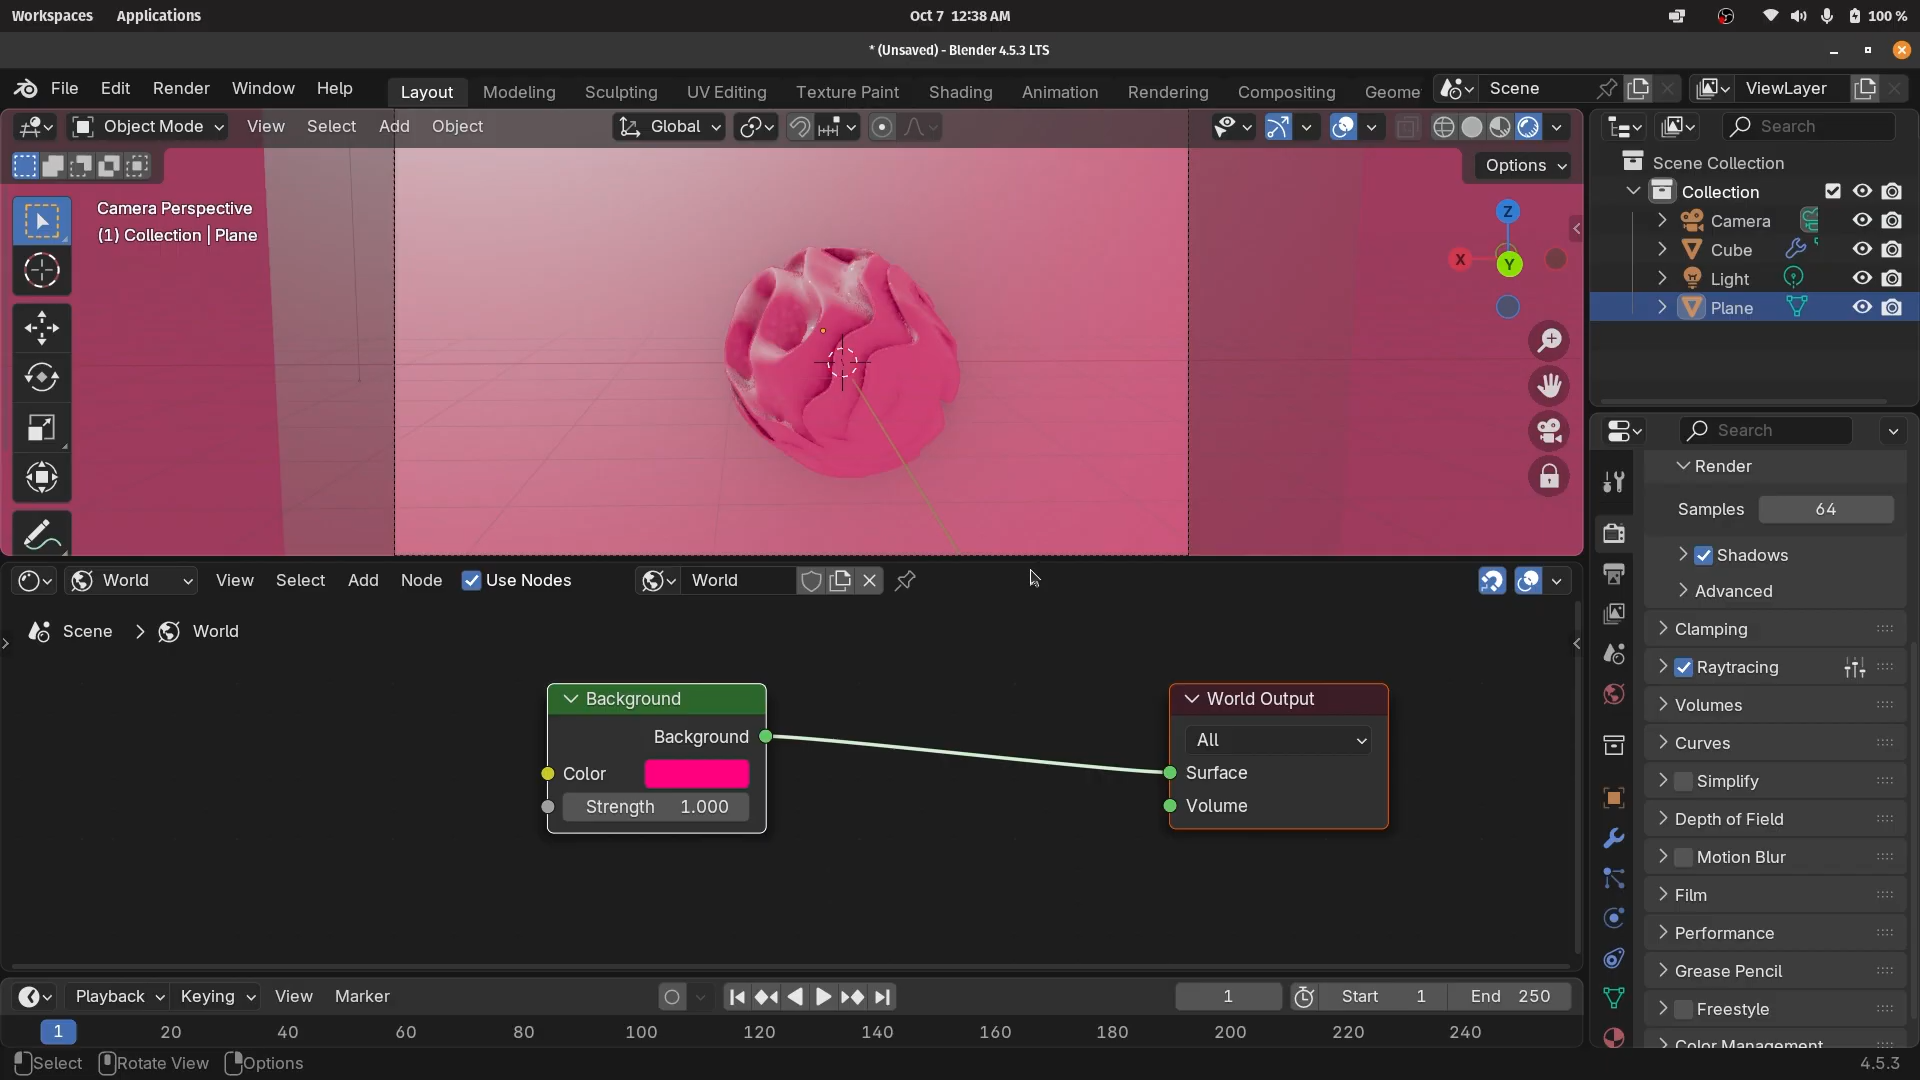 Workspaces Applications Oct 7 12:38 AM 100 %
* (Unsaved) - Blender 4.5.3 LTS
File Edit Render Window Help Layout Modeling Sculpting UV Editing Texture Paint Shading Animation Rendering Compositing Geome Scene ViewLayer
Object Mode View Select Add Object Global Search
Options
Scene Collection
Collection
Camera
Cube
Light
Plane
Camera Perspective
(1) Collection | Plane
Z
X
Y
Search
Render
Samples 64
Shadows
Advanced
Clamping
Raytracing
Volumes
Curves
Simplify
Depth of Field
Motion Blur
Film
Performance
Grease Pencil
Freestyle
Color Management
World View Select Add Node Use Nodes World
Scene World
Background
Background
Color
Strength 1.000
World Output
All
Surface
Volume
Playback Keying View Marker 1 Start 1 End 250
1 20 40 60 80 100 120 140 160 180 200 220 240
Select Rotate View Options 4.5.3